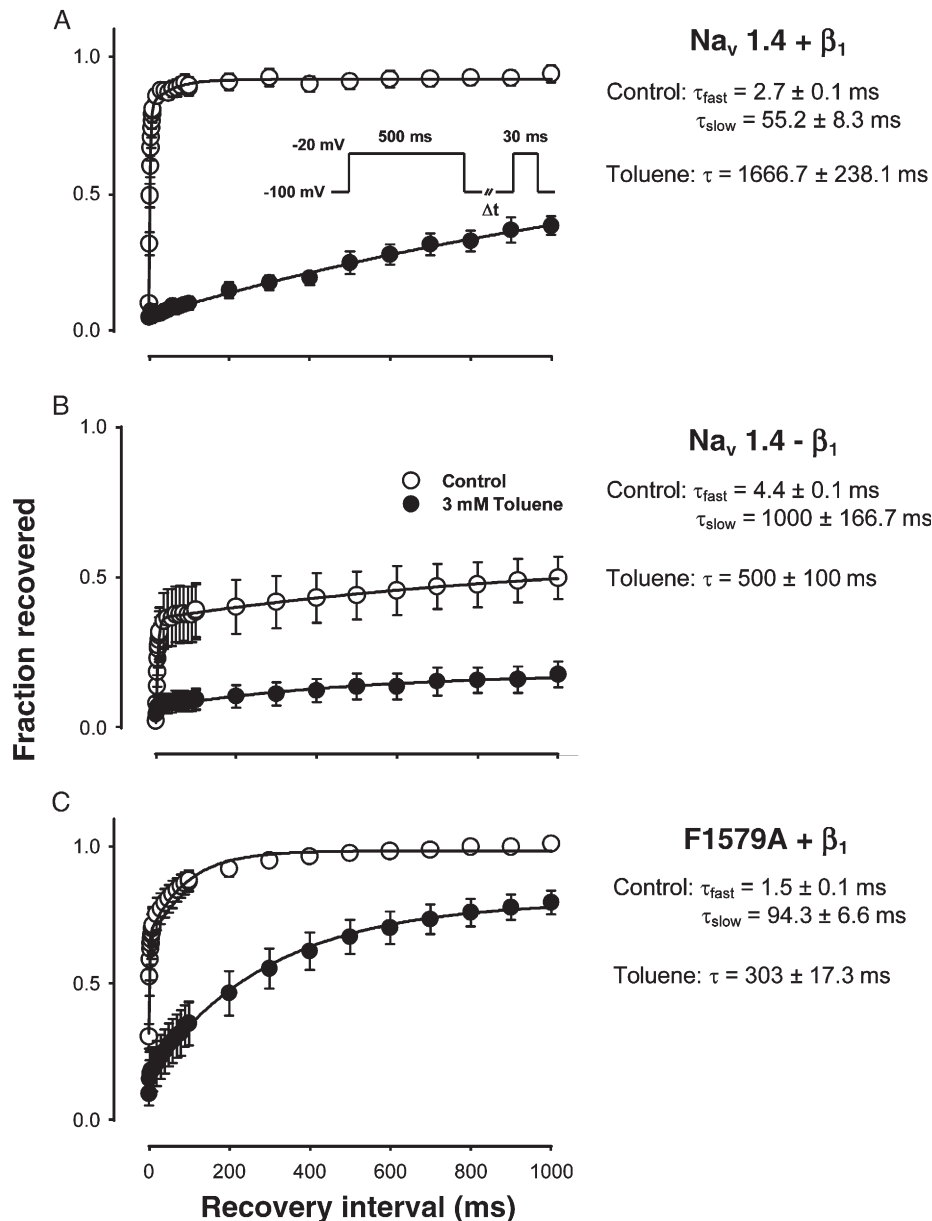 A
Naᵥ 1.4 + β₁
1.0
0.5
0.0
Control: τfast = 2.7 ± 0.1 ms
τslow = 55.2 ± 8.3 ms
Toluene: τ = 1666.7 ± 238.1 ms
-20 mV
500 ms
30 ms
-100 mV
Δt
B
Naᵥ 1.4 - β₁
1.0
0.5
0.0
Control
3 mM Toluene
Control: τfast = 4.4 ± 0.1 ms
τslow = 1000 ± 166.7 ms
Toluene: τ = 500 ± 100 ms
Fraction recovered
C
F1579A + β₁
1.0
0.5
0.0
Control: τfast = 1.5 ± 0.1 ms
τslow = 94.3 ± 6.6 ms
Toluene: τ = 303 ± 17.3 ms
0 200 400 600 800 1000
Recovery interval (ms)